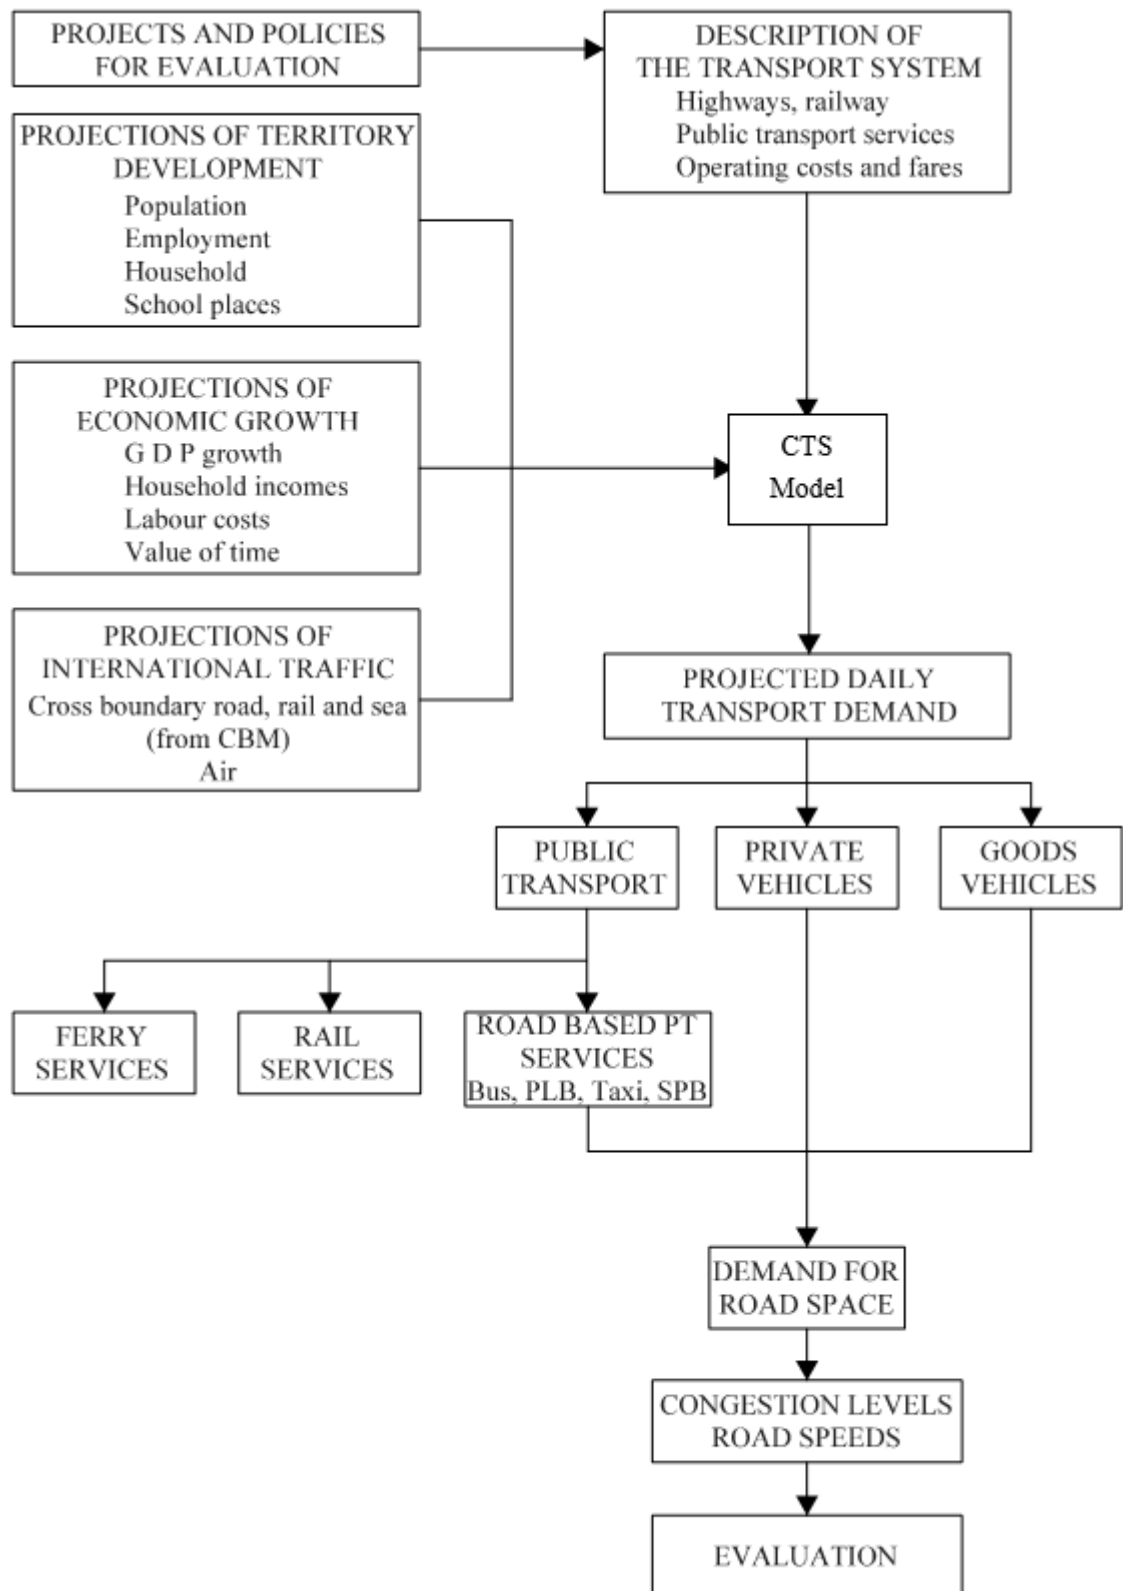 PROJECTS AND POLICIES
FOR EVALUATION
DESCRIPTION OF
THE TRANSPORT SYSTEM
Highways, railway
Public transport services
Operating costs and fares
PROJECTIONS OF TERRITORY
DEVELOPMENT
Population
Employment
Household
School places
PROJECTIONS OF
ECONOMIC GROWTH
G D P growth
Household incomes
Labour costs
Value of time
CTS
Model
PROJECTIONS OF
INTERNATIONAL TRAFFIC
Cross boundary road, rail and sea
(from CBM)
Air
PROJECTED DAILY
TRANSPORT DEMAND
PUBLIC
TRANSPORT
PRIVATE
VEHICLES
GOODS
VEHICLES
FERRY
SERVICES
RAIL
SERVICES
ROAD BASED PT
SERVICES
Bus, PLB, Taxi, SPB
DEMAND FOR
ROAD SPACE
CONGESTION LEVELS
ROAD SPEEDS
EVALUATION